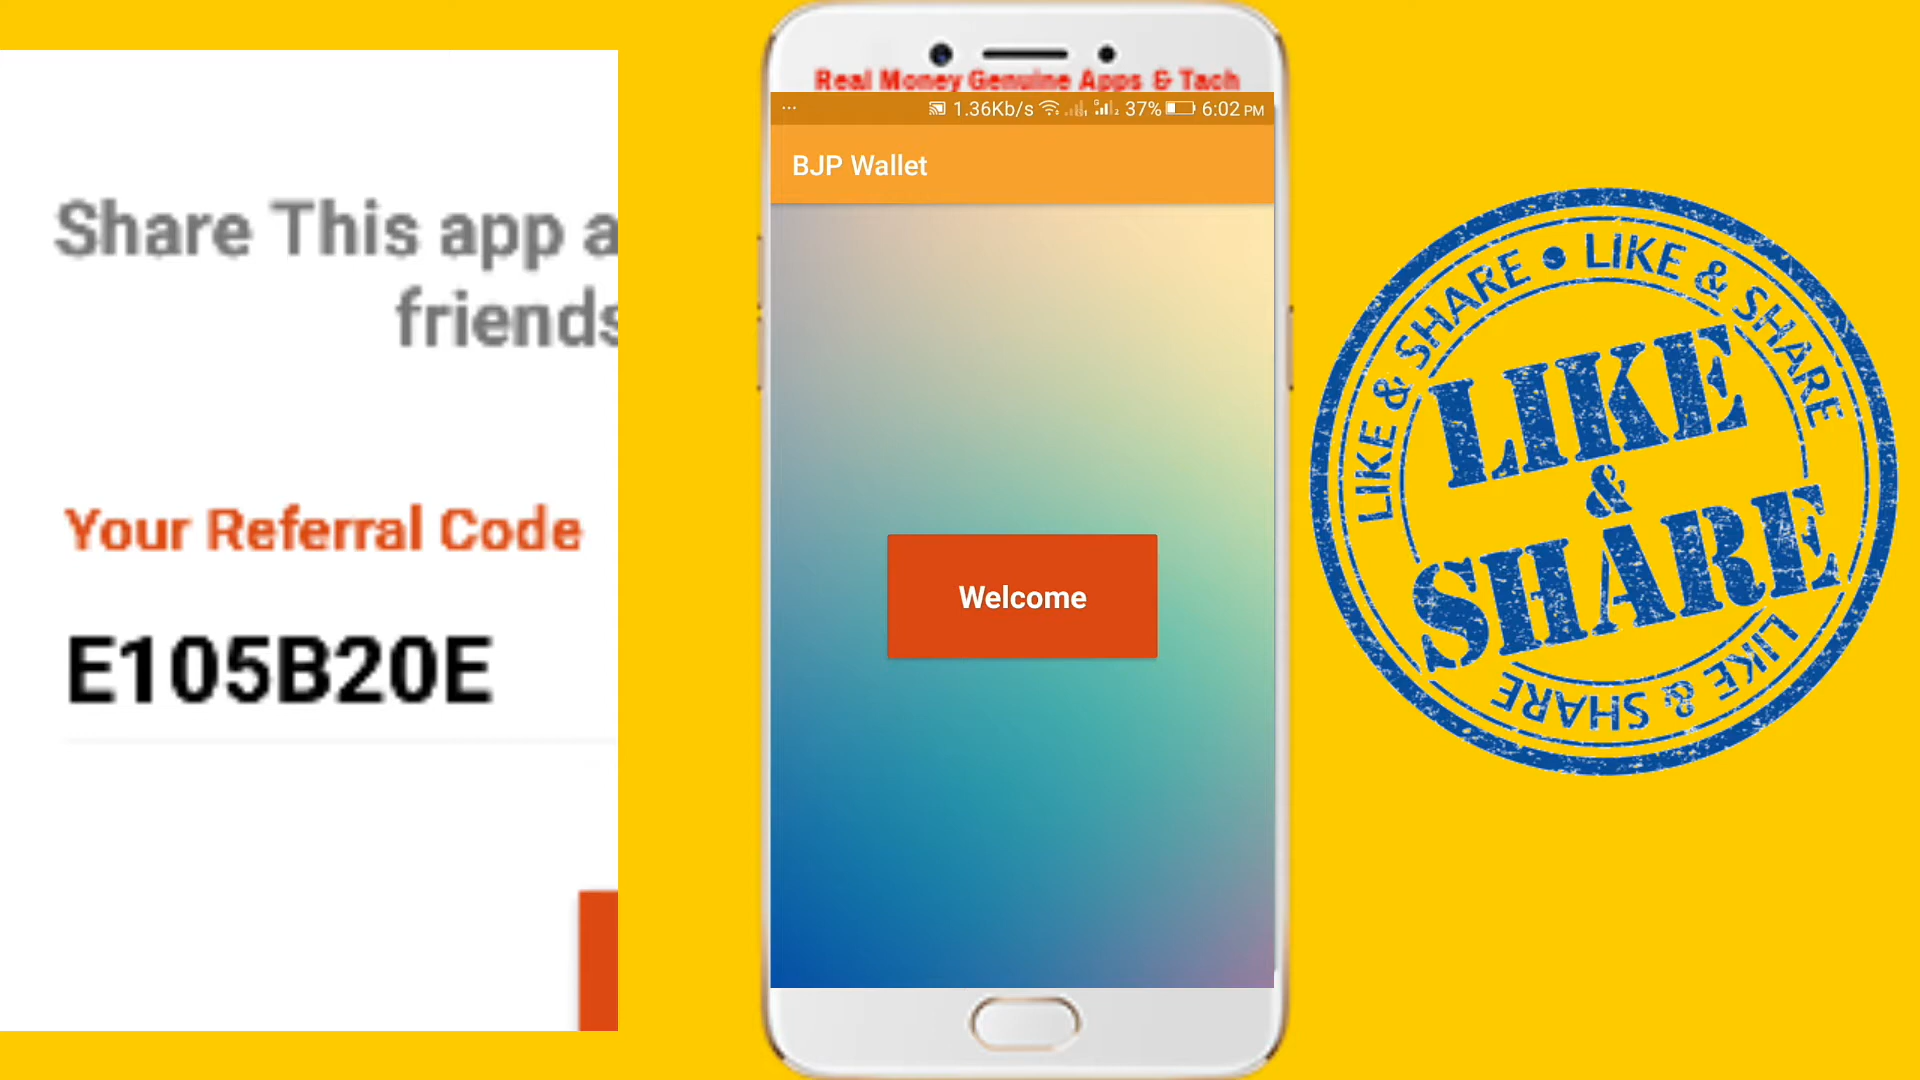 Share This app a
friends
Your Referral Code
E105B20E
Real Money Genuine Apps & Tach
... 1.36Kb/s 37% 6:02 PM
BJP Wallet
Welcome
LIKE & SHARE • LIKE & SHARE
LIKE
&
SHARE
LIKE & SHARE